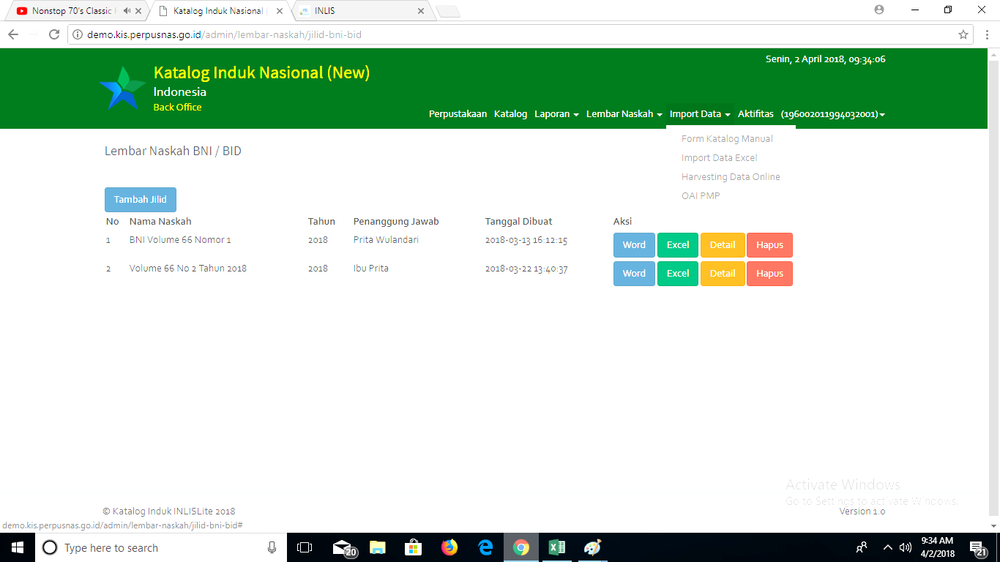 Nonstop 70's Classic
Katalog Induk Nasional
INLIS
demo.kis.perpusnas.go.id/admin/lembar-naskah/jilid-bni-bid
Senin, 2 April 2018, 09:34:06
Katalog Induk Nasional (New)
Indonesia
Back Office
Perpustakaan Katalog Laporan Lembar Naskah Import Data Aktifitas (196002011994032001)
Form Katalog Manual
Import Data Excel
Harvesting Data Online
OAI PMP
Lembar Naskah BNI / BID
Tambah Jilid
No Nama Naskah Tahun Penanggung Jawab Tanggal Dibuat Aksi
1 BNI Volume 66 Nomor 1 2018 Prita Wulandari 2018-03-13 16:12:15 Word Excel Detail Hapus
2 Volume 66 No 2 Tahun 2018 2018 Ibu Prita 2018-03-22 13:40:37 Word Excel Detail Hapus
Activate Windows
Go to Settings to activate Windows.
© Katalog Induk INLISLite 2018
Version 1.0
demo.kis.perpusnas.go.id/admin/lembar-naskah/jilid-bni-bid#
Type here to search
20
9:34 AM
4/2/2018
21